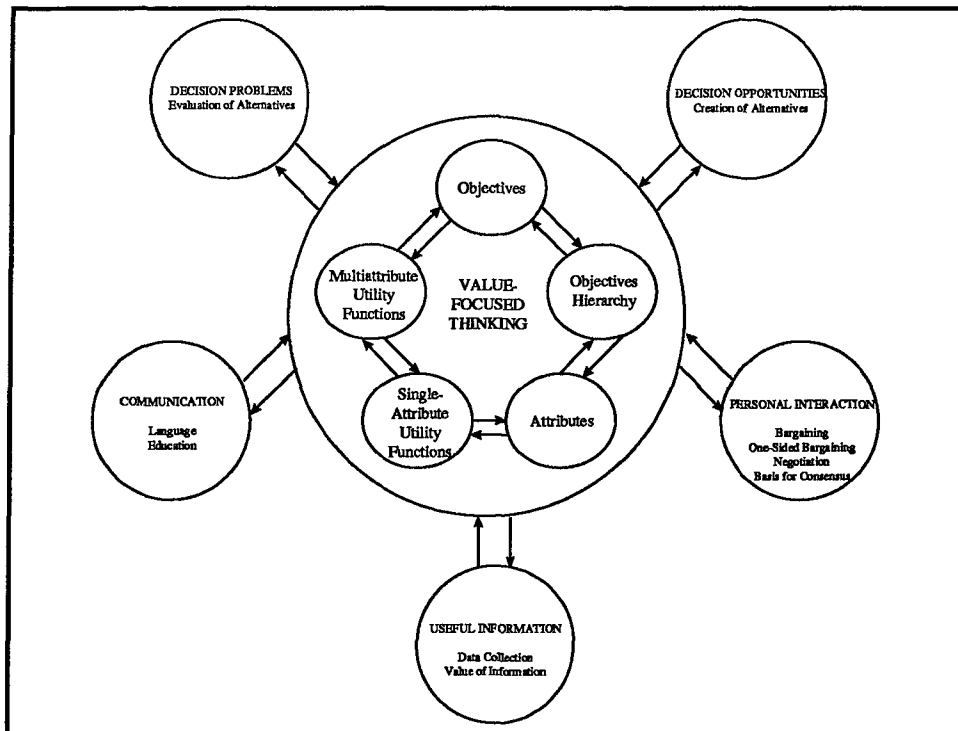 DECISION PROBLEMS
Evaluation of Alternatives
DECISION OPPORTUNITIES
Creation of Alternatives
Objectives
Multiattribute
Utility
Functions
VALUE-
FOCUSED
THINKING
Objectives
Hierarchy
Single-
Attribute
Utility
Functions
Attributes
COMMUNICATION
Language
Education
PERSONAL INTERACTION
Bargaining
One-Sided Bargaining
Negotiation
Basis for Consensus
USEFUL INFORMATION
Data Collection
Value of Information